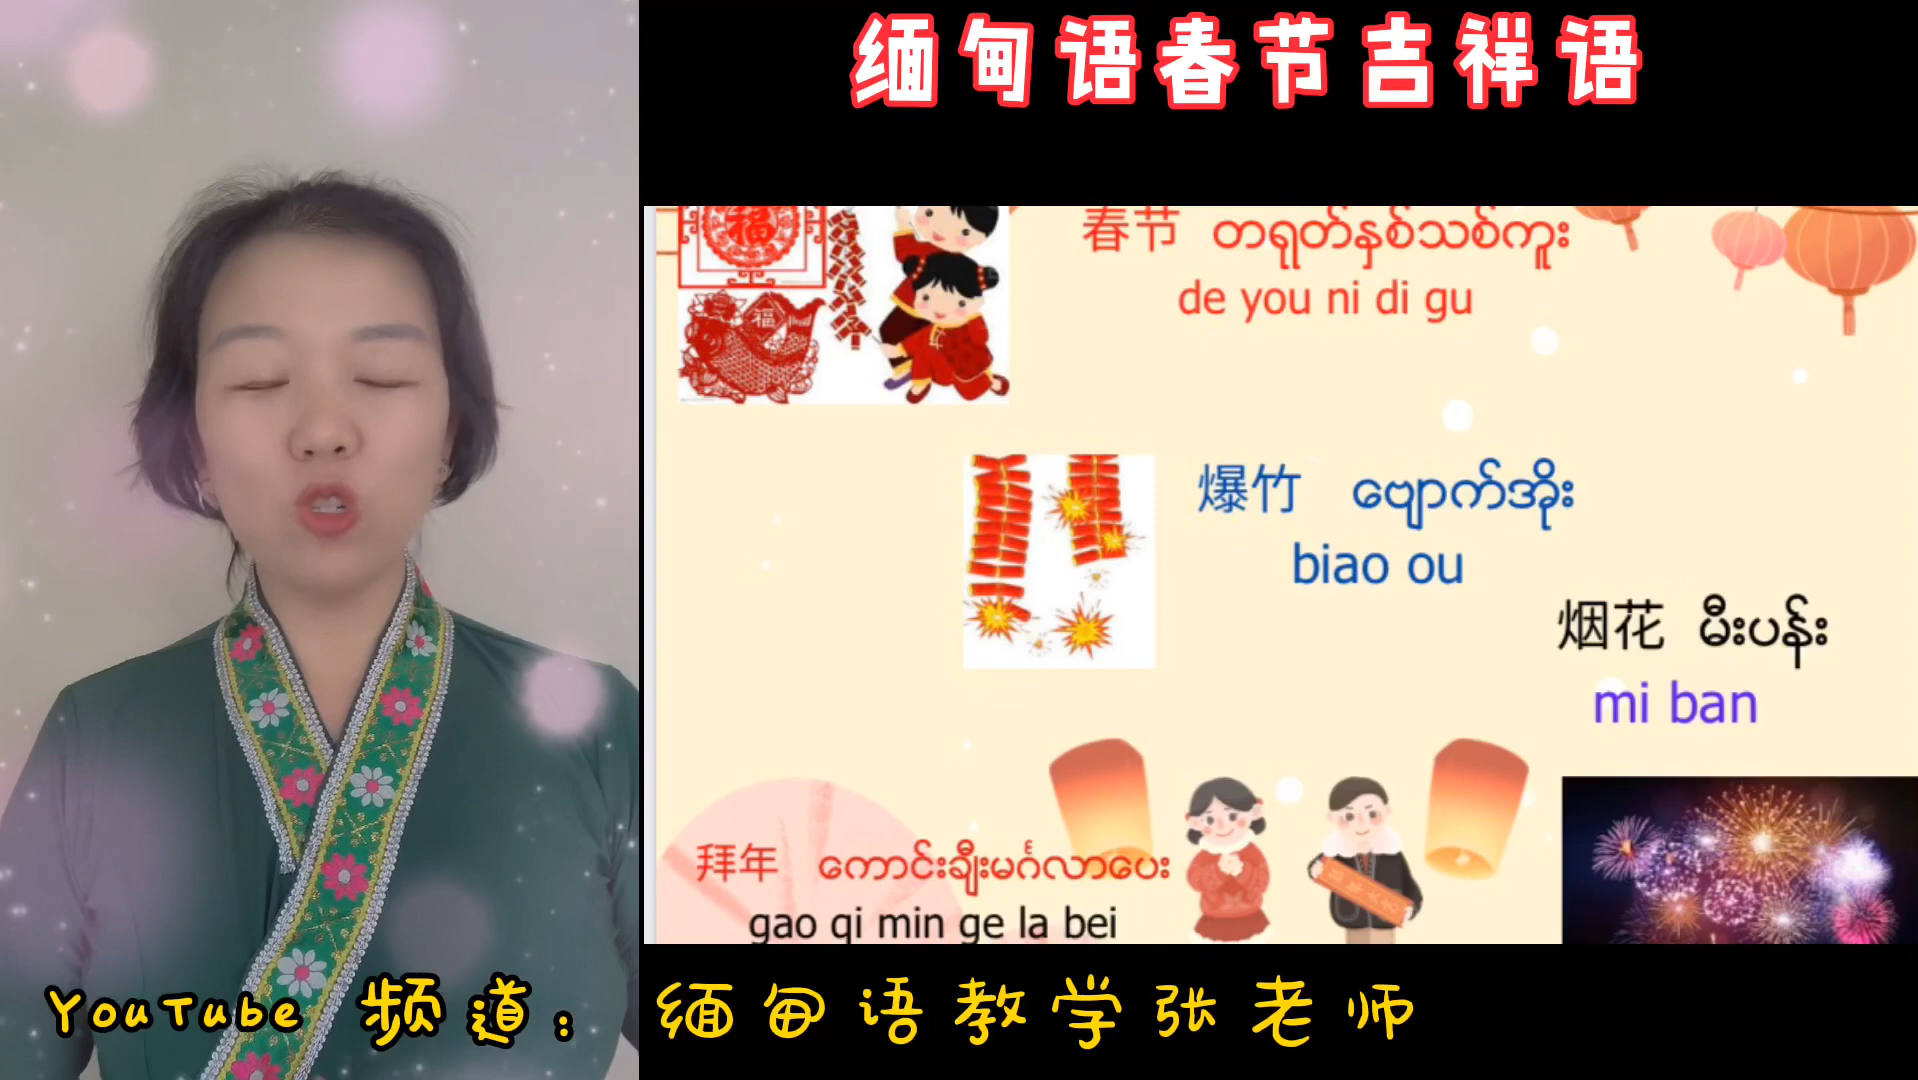 缅甸语春节吉祥语
福
春节 တရုတ်နှစ်သစ်ကူး
de you ni di gu
福
爆竹 ဗျောက်အိုး
biao ou
烟花 မီးပန်း
mi ban
拜年 ကောင်းချီးမင်္ဂလာပေး
gao qi min ge la bei
YouTube 频道：缅甸语教学张老师